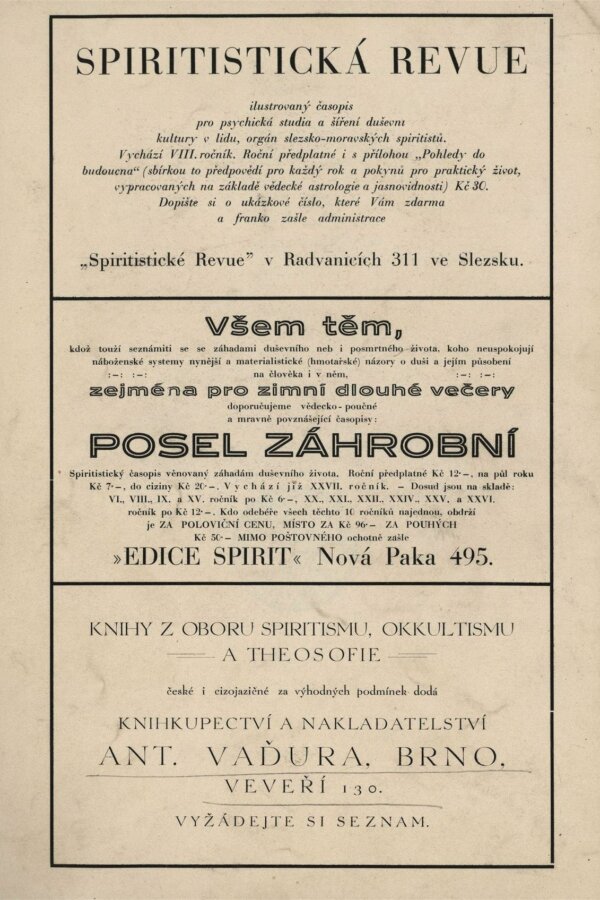 SPIRITISTICKÁ REVUE
ilustrovaný časopis
pro psychická studia a šíření duševní
kultury v lidu, orgán slezsko-moravských spiritistů.
Vychází VIII. ročník. Roční předplatné i s přílohou „Pohledy do
budoucna“ (sbírkou to předpovědí pro každý rok a pokynů pro praktický život,
vypracovaných na základě vědecké astrologie a jasnovidnosti) Kč 30.
Dopište si o ukázkové číslo, které Vám zdarma
a franko zašle administrace
„Spiritistické Revue” v Radvanicích 311 ve Slezsku.
Všem těm,
kdož touží seznámiti se se záhadami duševního neb i posmrtného života, koho neuspokojují
náboženské systemy nynější a materialistické (hmotařské) názory o duši a jejím působení
:–: :–: na člověka i v něm, :–: :–:
zejména pro zimní dlouhé večery
doporučujeme vědecko-poučné
a mravně povznášející časopisy:
POSEL ZÁHROBNÍ
Spiritistický časopis věnovaný záhadám duševního života. Roční předplatné Kč 12·–, na půl roku
Kč 7·–, do ciziny Kč 20·–. Vychází již XXVII. ročník. – Dosud jsou na skladě:
VI., VIII., IX. a XV. ročník po Kč 6·–, XX., XXI., XXII., XXIV., XXV. a XXVI.
ročník po Kč 12·–. Kdo odebéře všech těchto 10 ročníků najednou, obdrží
je ZA POLOVIČNÍ CENU, MÍSTO ZA Kč 96·– ZA POUHÝCH
Kč 50·– MIMO POŠTOVNÉHO ochotně zašle
»EDICE SPIRIT« Nová Paka 495.
KNIHY Z OBORU SPIRITISMU, OKKULTISMU
A THEOSOFIE
české i cizojazičné za výhodných podmínek dodá
KNIHKUPECTVÍ A NAKLADATELSTVÍ
ANT. VAĎURA, BRNO,
VEVEŘÍ 130.
VYŽÁDEJTE SI SEZNAM.